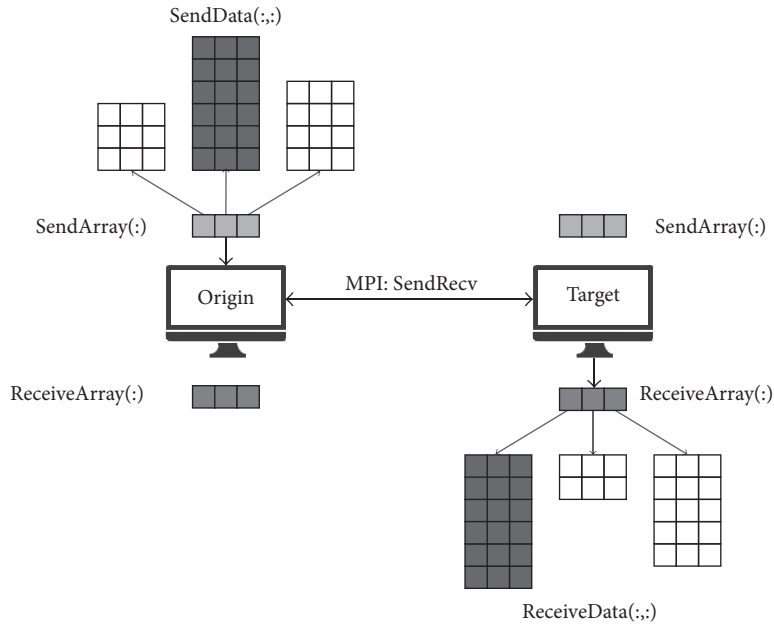 SendData(:,:)
SendArray(:)
SendArray(:)
Origin
MPI: SendRecv
Target
ReceiveArray(:)
ReceiveArray(:)
ReceiveData(:,:)